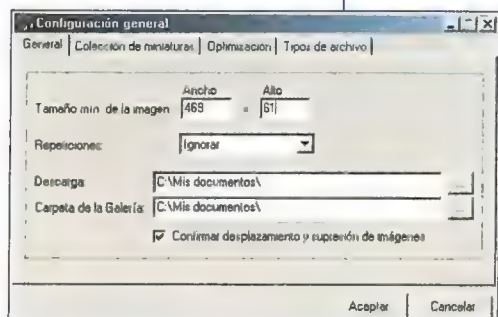 Configuración general
General Colección de miniaturas Optimización Tipos de archivo
Ancho Alto
Tamaño min. de la imagen 469 61
Repeticiones: Ignorar
Descarga: C:\Mis documentos\ ...
Carpeta de la Galería: C:\Mis documentos\ ...
Confirmar desplazamiento y supresión de imágenes
Aceptar Cancelar